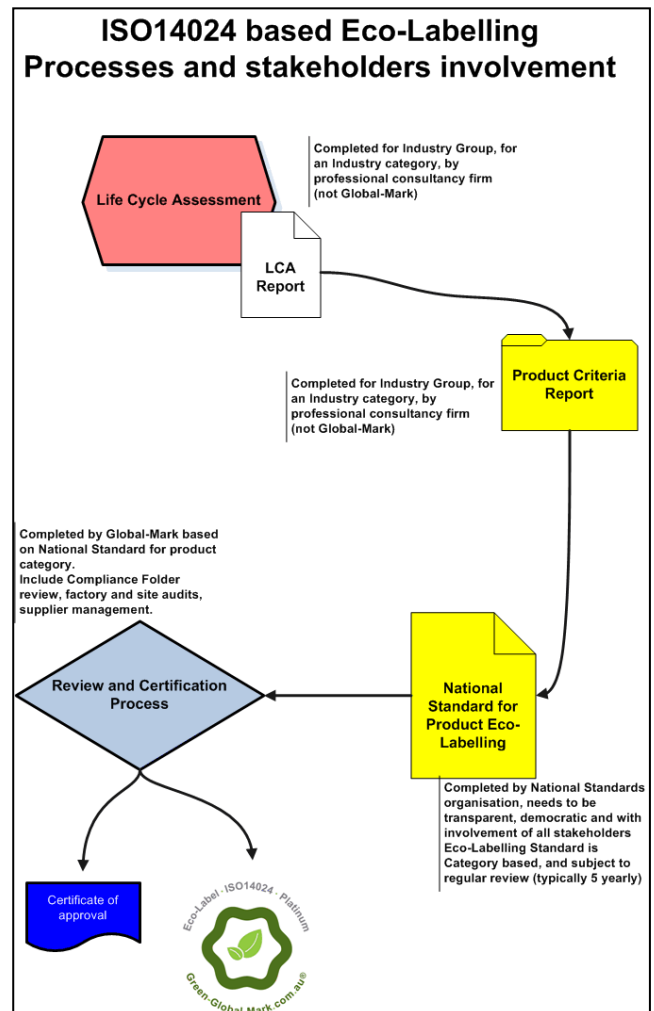 ISO14024 based Eco-Labelling
Processes and stakeholders involvement
Completed for Industry Group, for
an Industry category, by
professional consultancy firm
(not Global-Mark)
Life Cycle Assessment
LCA
Report
Product Criteria
Report
Completed for Industry Group, for
an Industry category, by
professional consultancy firm
(not Global-Mark)
Completed by Global-Mark based
on National Standard for product
category.
Include Compliance Folder
review, factory and site audits,
supplier management.
Review and Certification
Process
National
Standard for
Product Eco-
Labelling
Completed by National Standards
organisation, needs to be
transparent, democratic and with
involvement of all stakeholders
Eco-Labelling Standard is
Category based, and subject to
regular review (typically 5 yearly)
Certificate of
approval
Eco-Label · ISO14024 · Platinum
Green-Global-Mark.com.au®